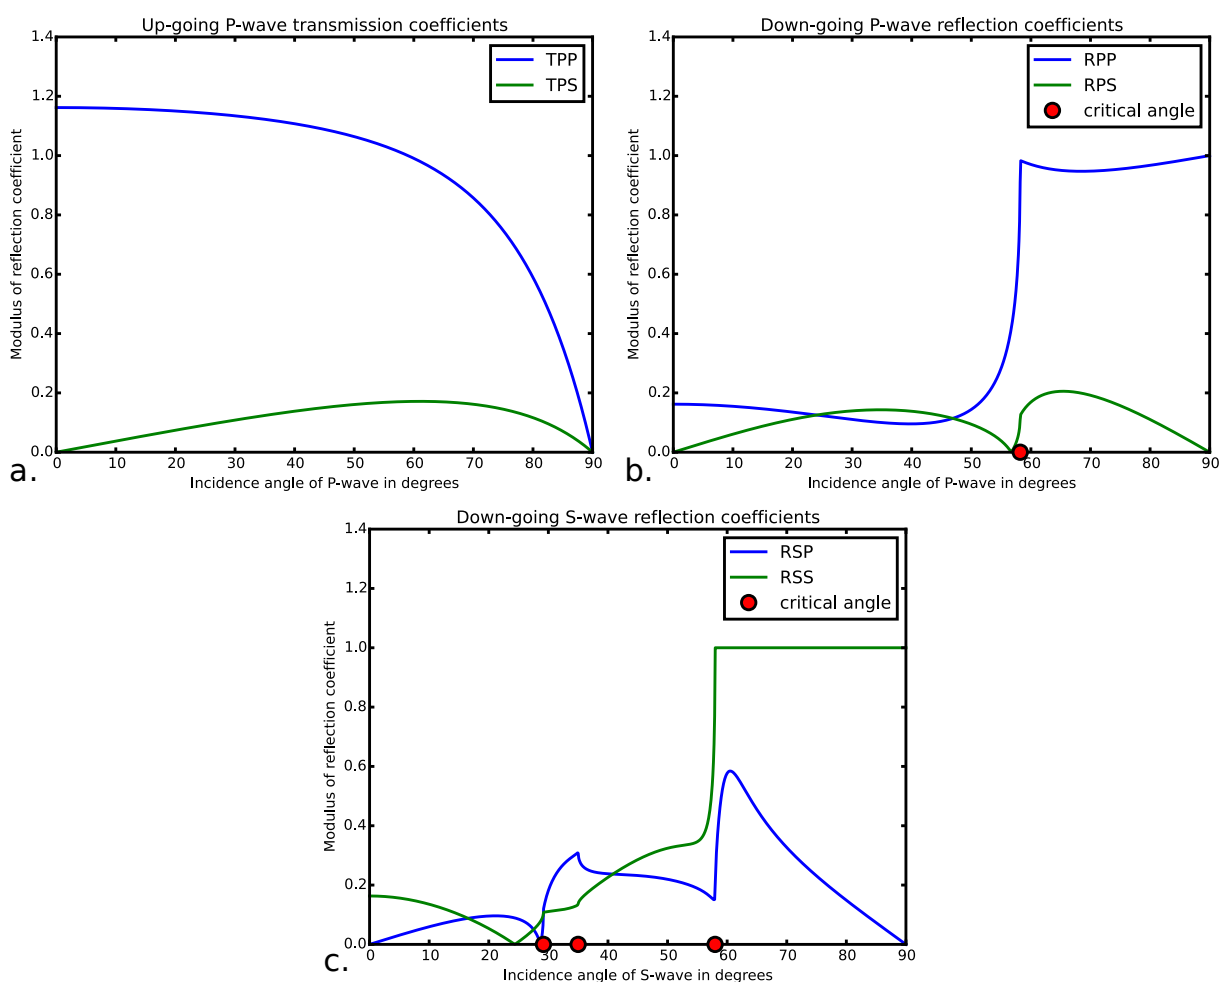 Up-going P-wave transmission coefficients
1.4
1.2
1.0
0.8
0.6
0.4
0.2
0.0
Modulus of reflection coefficient
TPP
TPS
0 10 20 30 40 50 60 70 80 90
Incidence angle of P-wave in degrees
a.
Down-going P-wave reflection coefficients
1.4
1.2
1.0
0.8
0.6
0.4
0.2
0.0
Modulus of reflection coefficient
RPP
RPS
critical angle
0 10 20 30 40 50 60 70 80 90
Incidence angle of P-wave in degrees
b.
Down-going S-wave reflection coefficients
1.4
1.2
1.0
0.8
0.6
0.4
0.2
0.0
Modulus of reflection coefficient
RSP
RSS
critical angle
0 10 20 30 40 50 60 70 80 90
Incidence angle of S-wave in degrees
c.